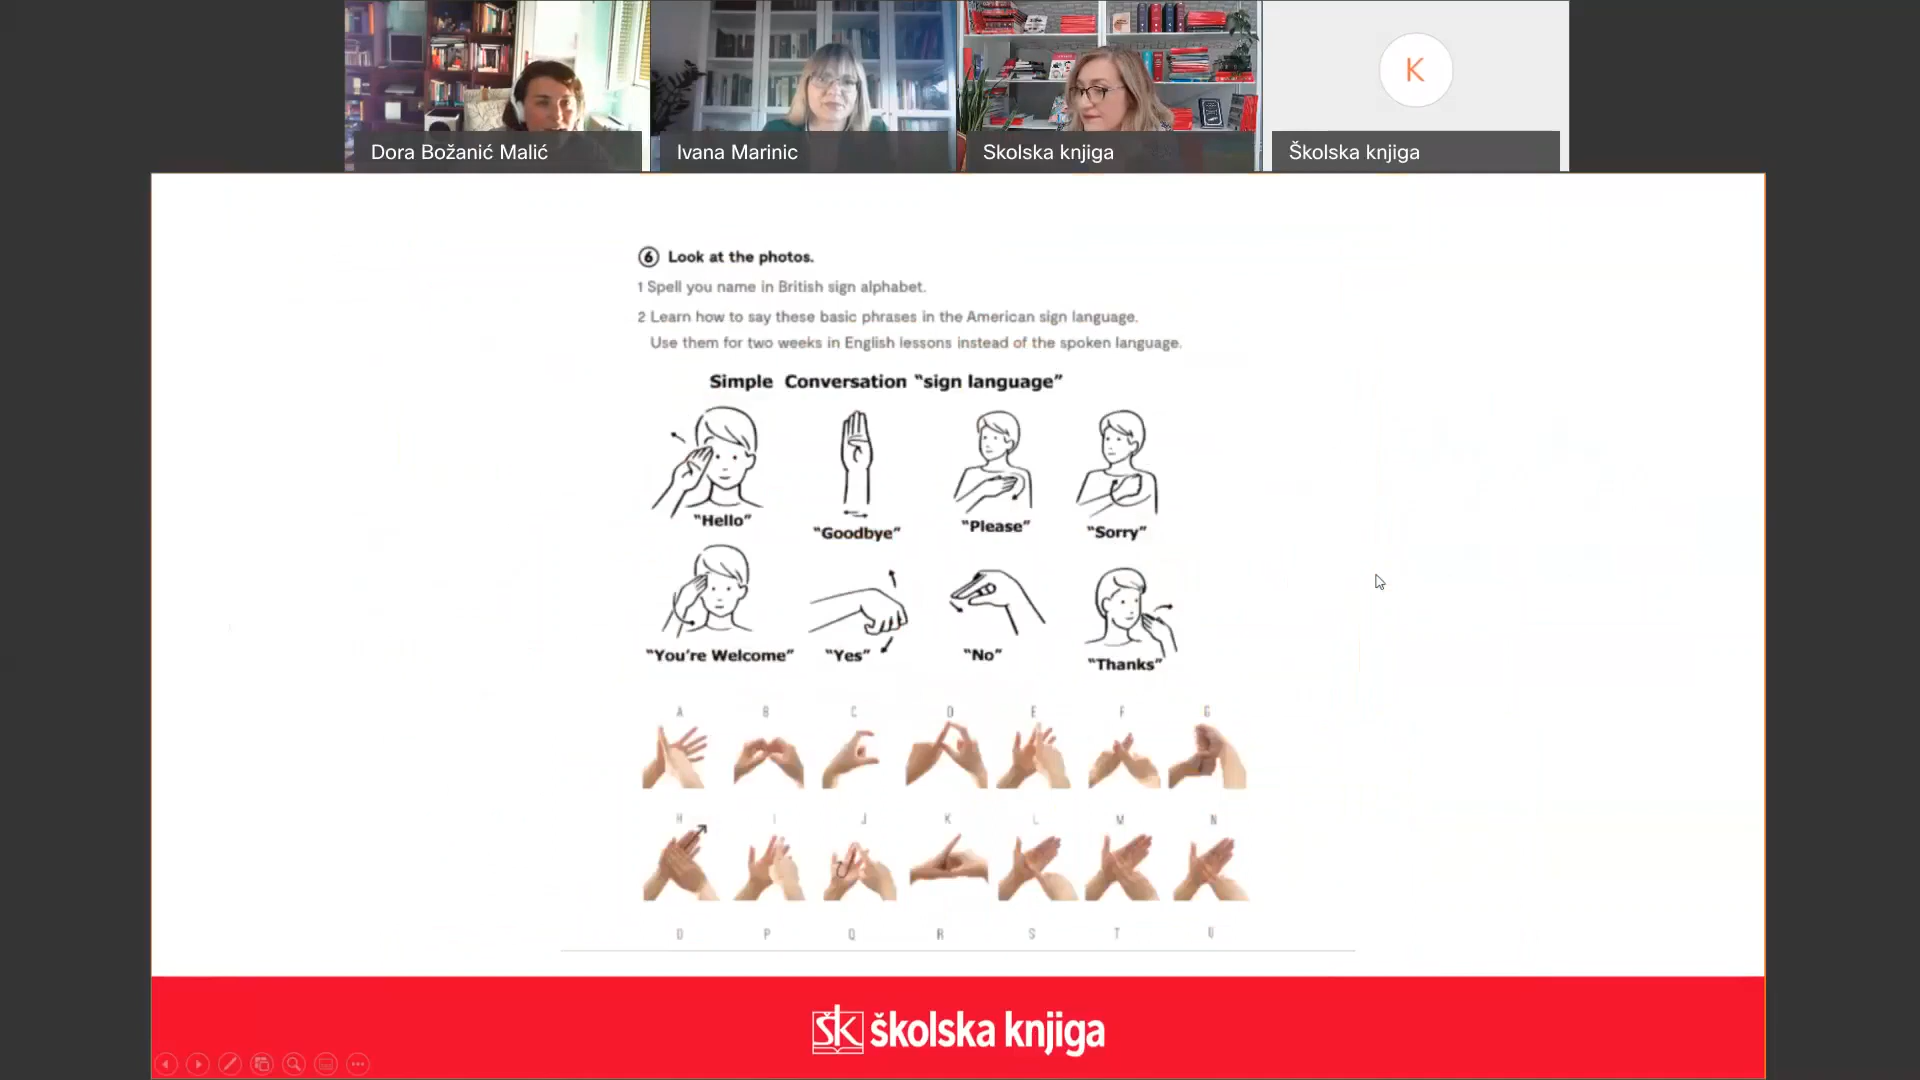 Dora Božanić Malić
Ivana Marinic
Skolska knjiga
K
Školska knjiga
6 Look at the photos.
1 Spell you name in British sign alphabet.
2 Learn how to say these basic phrases in the American sign language.
Use them for two weeks in English lessons instead of the spoken language.
Simple Conversation “sign language”
“Hello”
“Goodbye”
“Please”
“Sorry”
“You’re Welcome”
“Yes”
“No”
“Thanks”
A B C D E F G
H I J K L M N
O P Q R S T U
ŠK školska knjiga